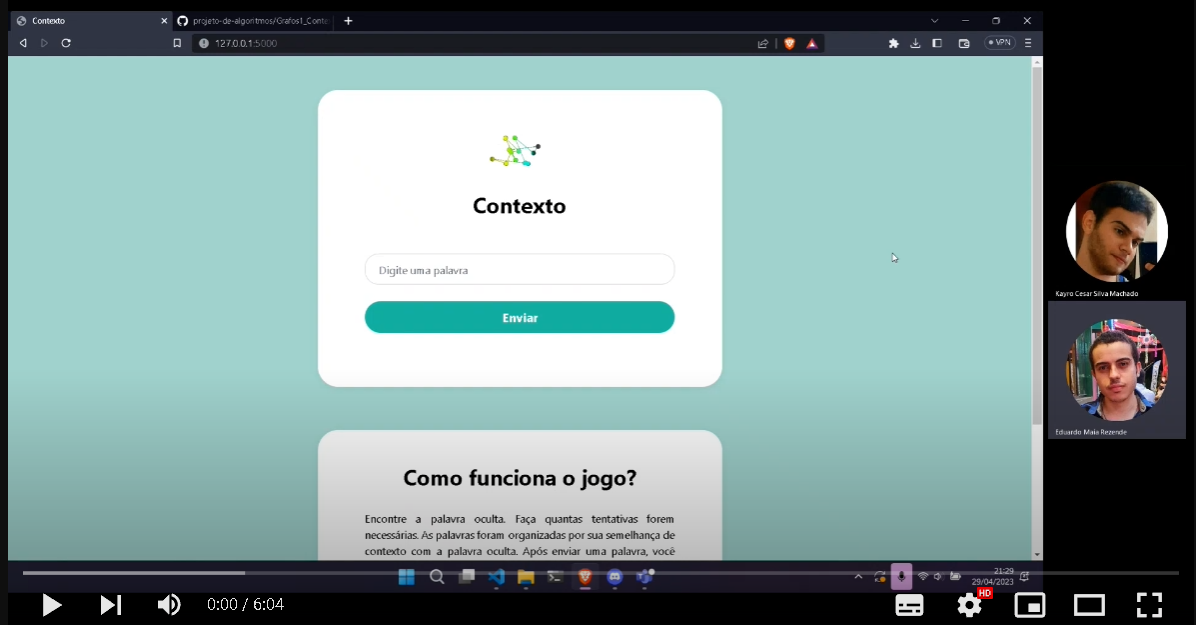 Contexto
projeto-de-algoritmos/Grafos1_Conte
127.0.0.1:5000
VPN
Contexto
Digite uma palavra
Enviar
Como funciona o jogo?
Encontre a palavra oculta. Faça quantas tentativas forem
necessárias. As palavras foram organizadas por sua semelhança de
contexto com a palavra oculta. Após enviar uma palavra, você
Kayro Cesar Silva Machado
Eduardo Maia Rezende
21:29
29/04/2023
0:00 / 6:04
HD